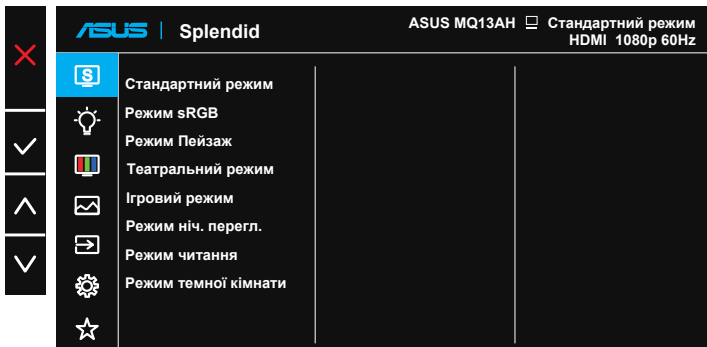 ASUS Splendid
ASUS MQ13AH Стандартний режим
HDMI 1080p 60Hz
S
Стандартний режим
Режим sRGB
Режим Пейзаж
Театральний режим
Ігровий режим
Режим ніч. перегл.
Режим читання
Режим темної кімнати